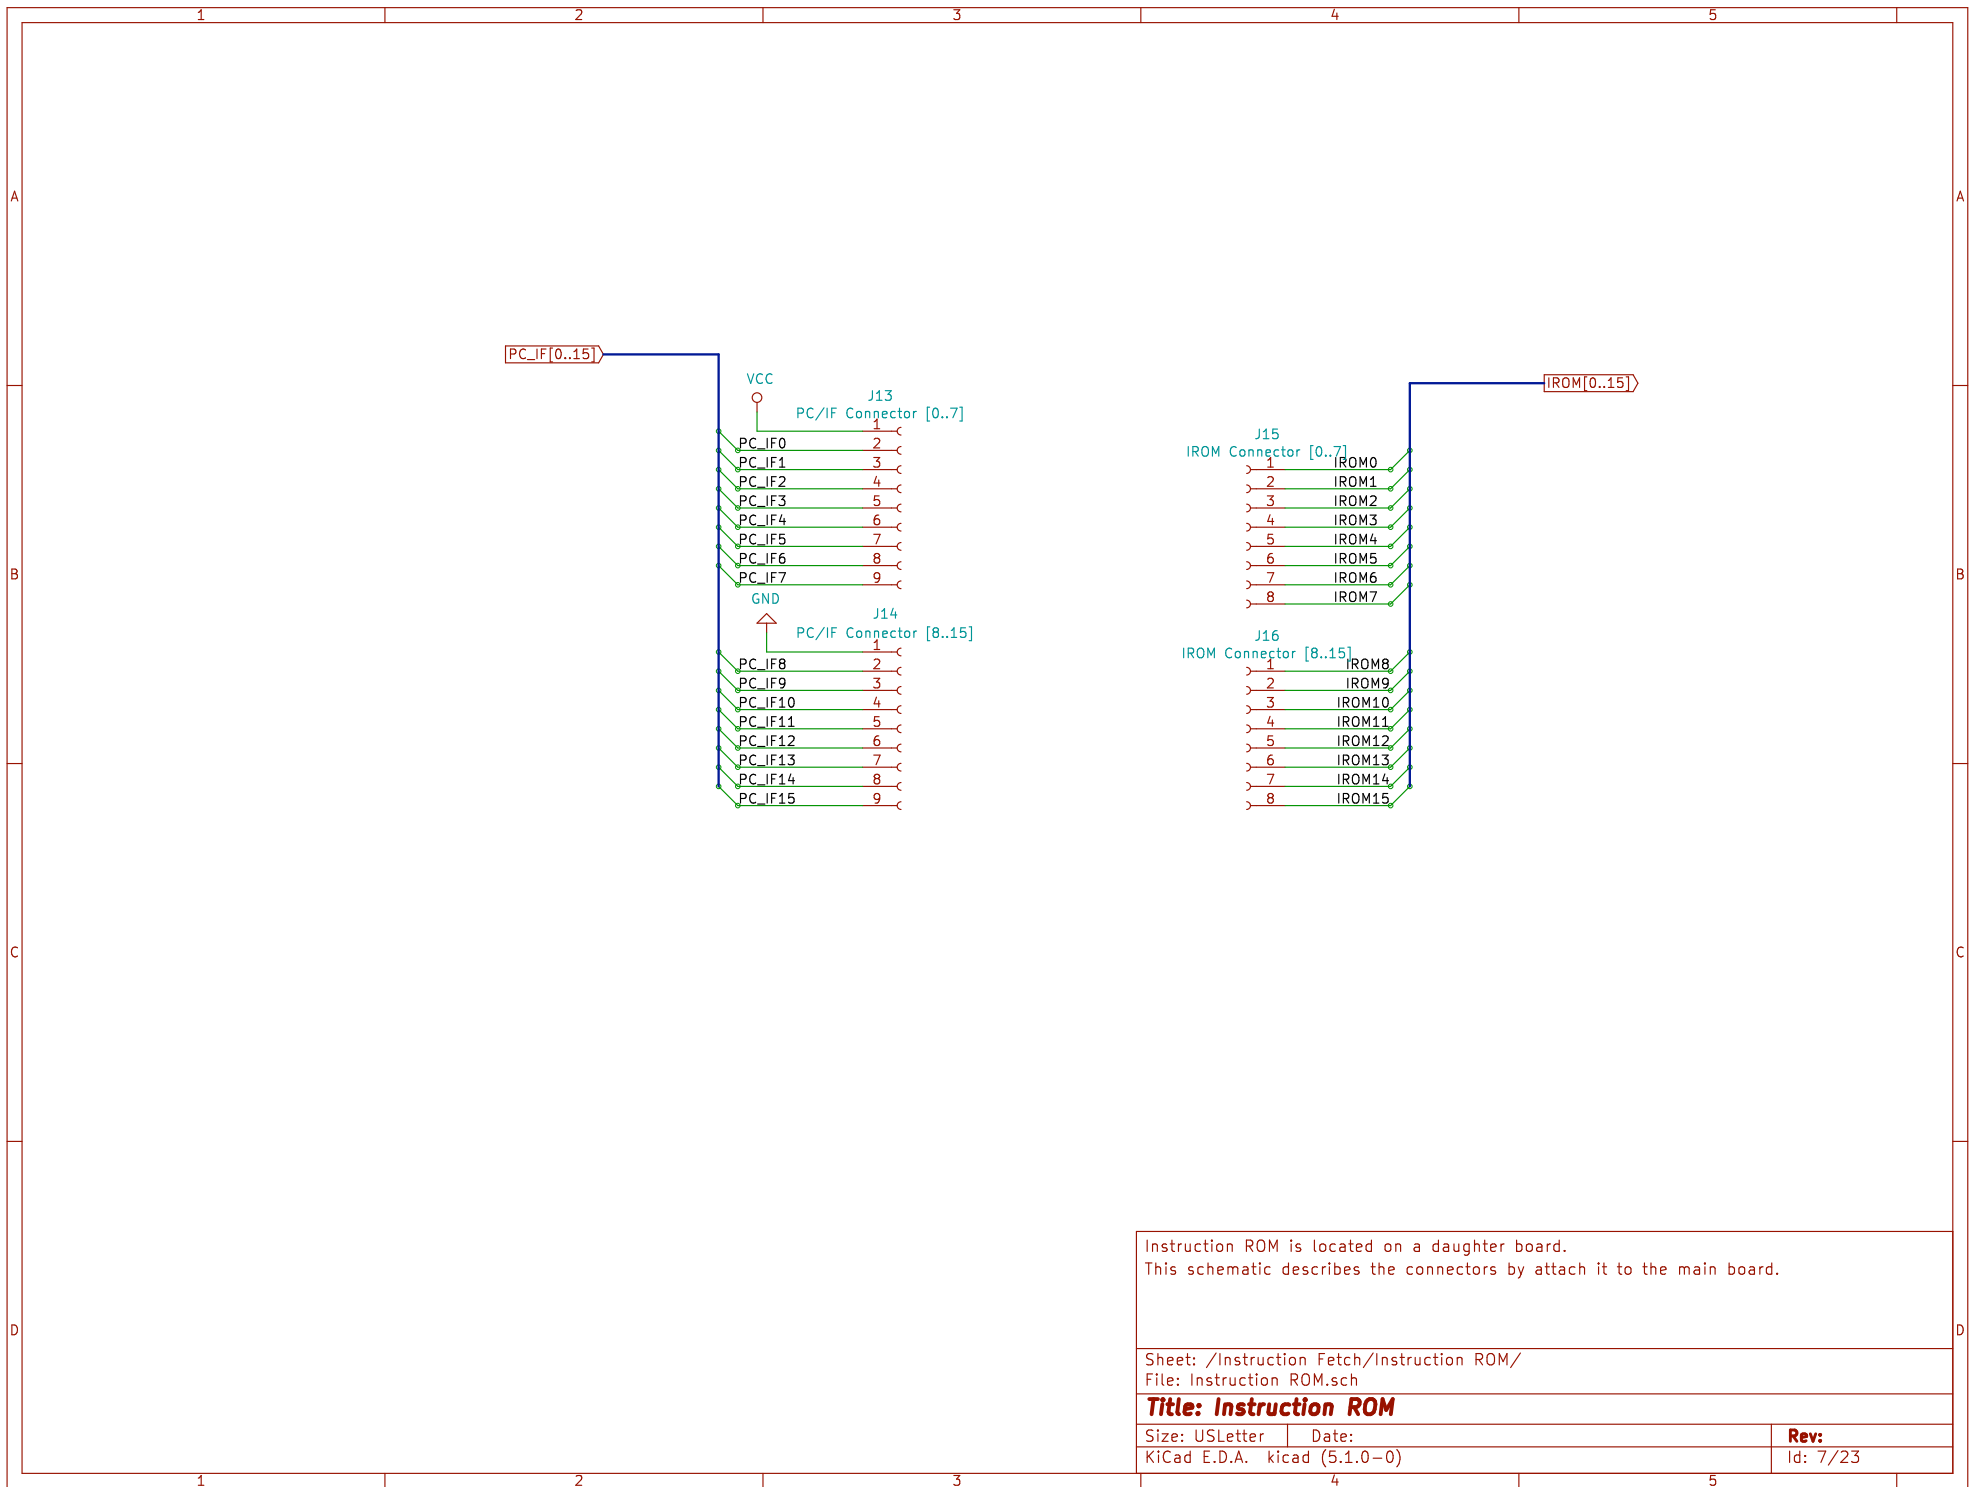 1 2 3 4 5
A A
PC_IF[0..15]
IROM[0..15]
VCC
J13
PC/IF Connector [0..7]
1
PC_IF0 2
PC_IF1 3
PC_IF2 4
PC_IF3 5
PC_IF4 6
PC_IF5 7
PC_IF6 8
PC_IF7 9
GND
J14
PC/IF Connector [8..15]
1
PC_IF8 2
PC_IF9 3
PC_IF10 4
PC_IF11 5
PC_IF12 6
PC_IF13 7
PC_IF14 8
PC_IF15 9
J15
IROM Connector [0..7]
1 IROM0
2 IROM1
3 IROM2
4 IROM3
5 IROM4
6 IROM5
7 IROM6
8 IROM7
J16
IROM Connector [8..15]
1 IROM8
2 IROM9
3 IROM10
4 IROM11
5 IROM12
6 IROM13
7 IROM14
8 IROM15
B B
C C
D D
Instruction ROM is located on a daughter board.
This schematic describes the connectors by attach it to the main board.
Sheet: /Instruction Fetch/Instruction ROM/
File: Instruction ROM.sch
Title: Instruction ROM
Size: USLetter Date: Rev:
KiCad E.D.A. kicad (5.1.0-0) Id: 7/23
1 2 3 4 5